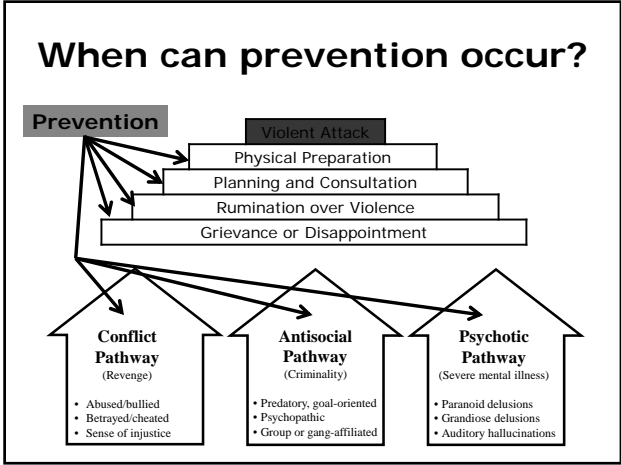 When can prevention occur?
Prevention
Violent Attack
Physical Preparation
Planning and Consultation
Rumination over Violence
Grievance or Disappointment
Conflict
Pathway
(Revenge)
• Abused/bullied
• Betrayed/cheated
• Sense of injustice
Antisocial
Pathway
(Criminality)
• Predatory, goal-oriented
• Psychopathic
• Group or gang-affiliated
Psychotic
Pathway
(Severe mental illness)
• Paranoid delusions
• Grandiose delusions
• Auditory hallucinations